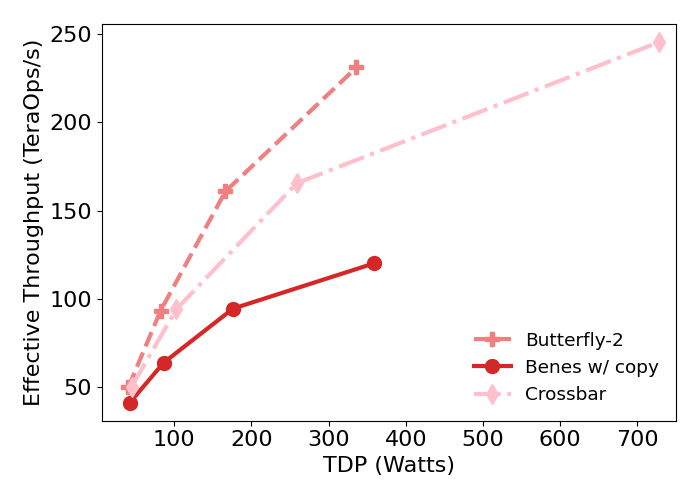 250
200
150
100
50
Effective Throughput (TeraOps/s)
Butterfly-2
Benes w/ copy
Crossbar
100 200 300 400 500 600 700
TDP (Watts)